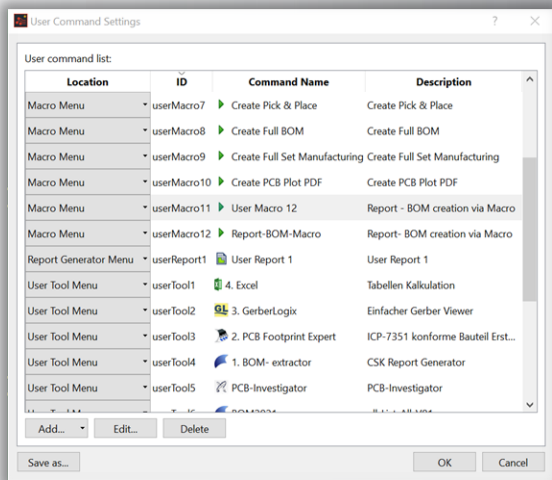 User Command Settings
User command list:
Location ID Command Name Description
Macro Menu userMacro7 Create Pick & Place Create Pick & Place
Macro Menu userMacro8 Create Full BOM Create Full BOM
Macro Menu userMacro9 Create Full Set Manufacturing Create Full Set Manufacturing
Macro Menu userMacro10 Create PCB Plot PDF Create PCB Plot PDF
Macro Menu userMacro11 User Macro 12 Report - BOM creation via Macro
Macro Menu userMacro12 Report-BOM-Macro Report- BOM creation via Macro
Report Generator Menu userReport1 User Report 1 User Report 1
User Tool Menu userTool1 4. Excel Tabellen Kalkulation
User Tool Menu userTool2 GL 3. GerberLogix Einfacher Gerber Viewer
User Tool Menu userTool3 2. PCB Footprint Expert ICP-7351 konforme Bauteil Erst...
User Tool Menu userTool4 1. BOM- extractor CSK Report Generator
User Tool Menu userTool5 PCB-Investigator PCB-Investigator
Add... Edit... Delete
Save as... OK Cancel